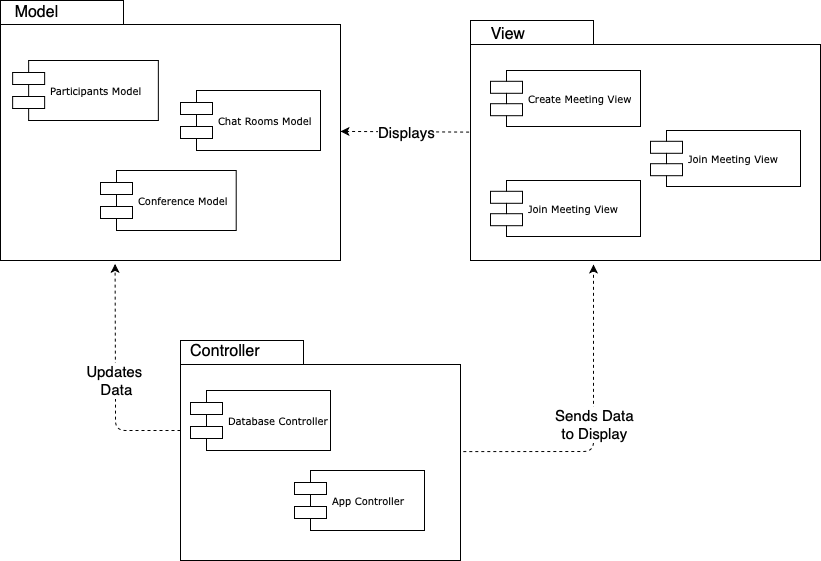 Model
Participants Model
Chat Rooms Model
Conference Model
Displays
View
Create Meeting View
Join Meeting View
Join Meeting View
Updates
Data
Controller
Database Controller
App Controller
Sends Data
to Display